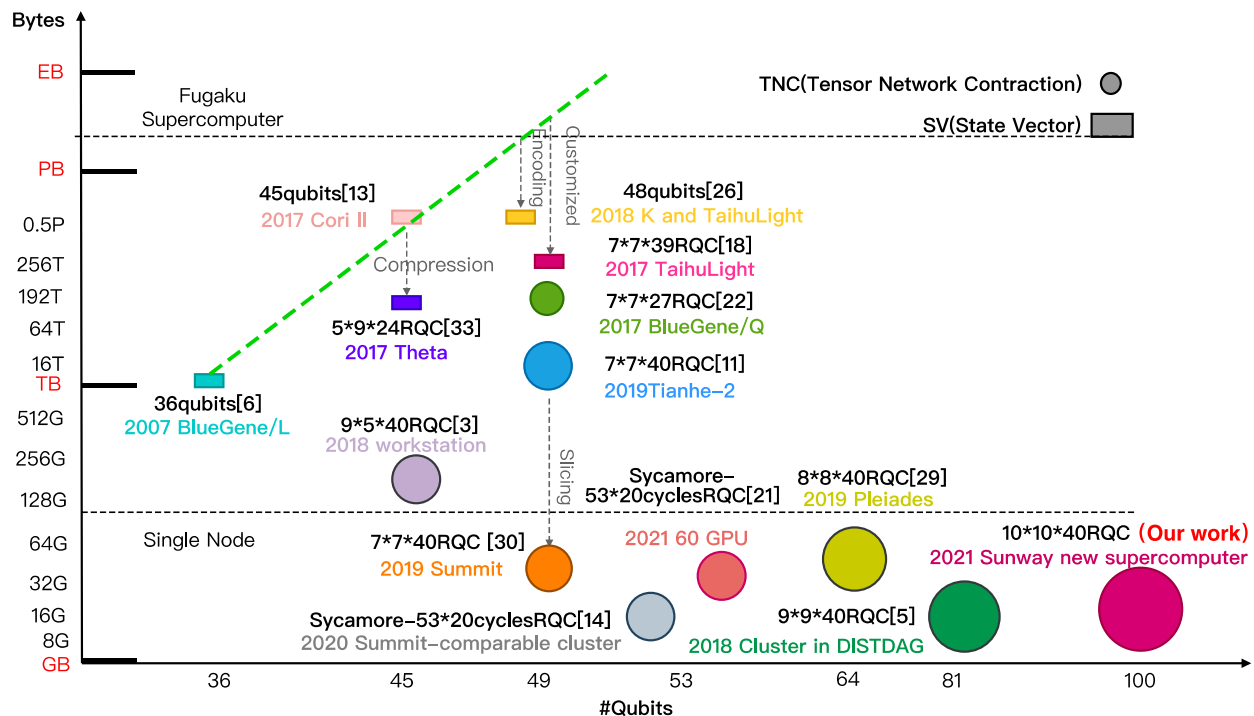 Bytes
EB
Fugaku
Supercomputer
TNC(Tensor Network Contraction)
SV(State Vector)
PB
Encoding
Customized
45qubits[13]
2017 Cori II
48qubits[26]
2018 K and TaihuLight
0.5P
7*7*39RQC[18]
2017 TaihuLight
256T
Compression
192T
7*7*27RQC[22]
2017 BlueGene/Q
64T
5*9*24RQC[33]
2017 Theta
16T
7*7*40RQC[11]
2019Tianhe-2
TB
36qubits[6]
2007 BlueGene/L
512G
9*5*40RQC[3]
2018 workstation
256G
Slicing
Sycamore-
53*20cyclesRQC[21]
8*8*40RQC[29]
2019 Pleiades
128G
Single Node
64G
7*7*40RQC [30]
2019 Summit
2021 60 GPU
10*10*40RQC (Our work)
2021 Sunway new supercomputer
32G
16G
Sycamore-53*20cyclesRQC[14]
2020 Summit-comparable cluster
9*9*40RQC[5]
2018 Cluster in DISTDAG
8G
GB
36 45 49 53 64 81 100
#Qubits